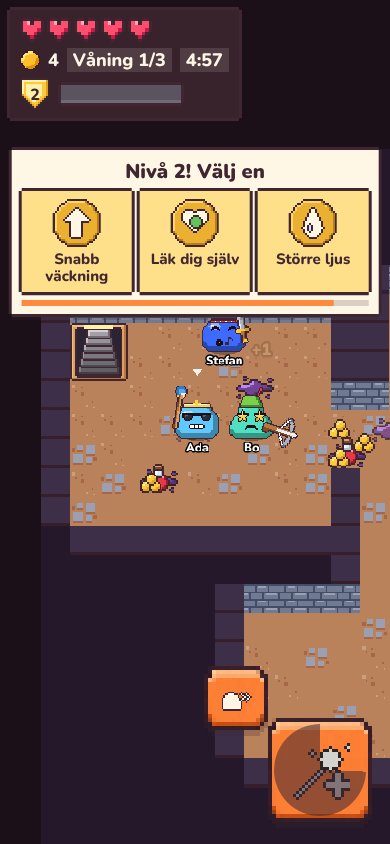 4 Våning 1/3 4:57
2
Nivå 2! Välj en
Snabb väckning
Läk dig själv
Större ljus
Stefan
+1
Ada
Bo